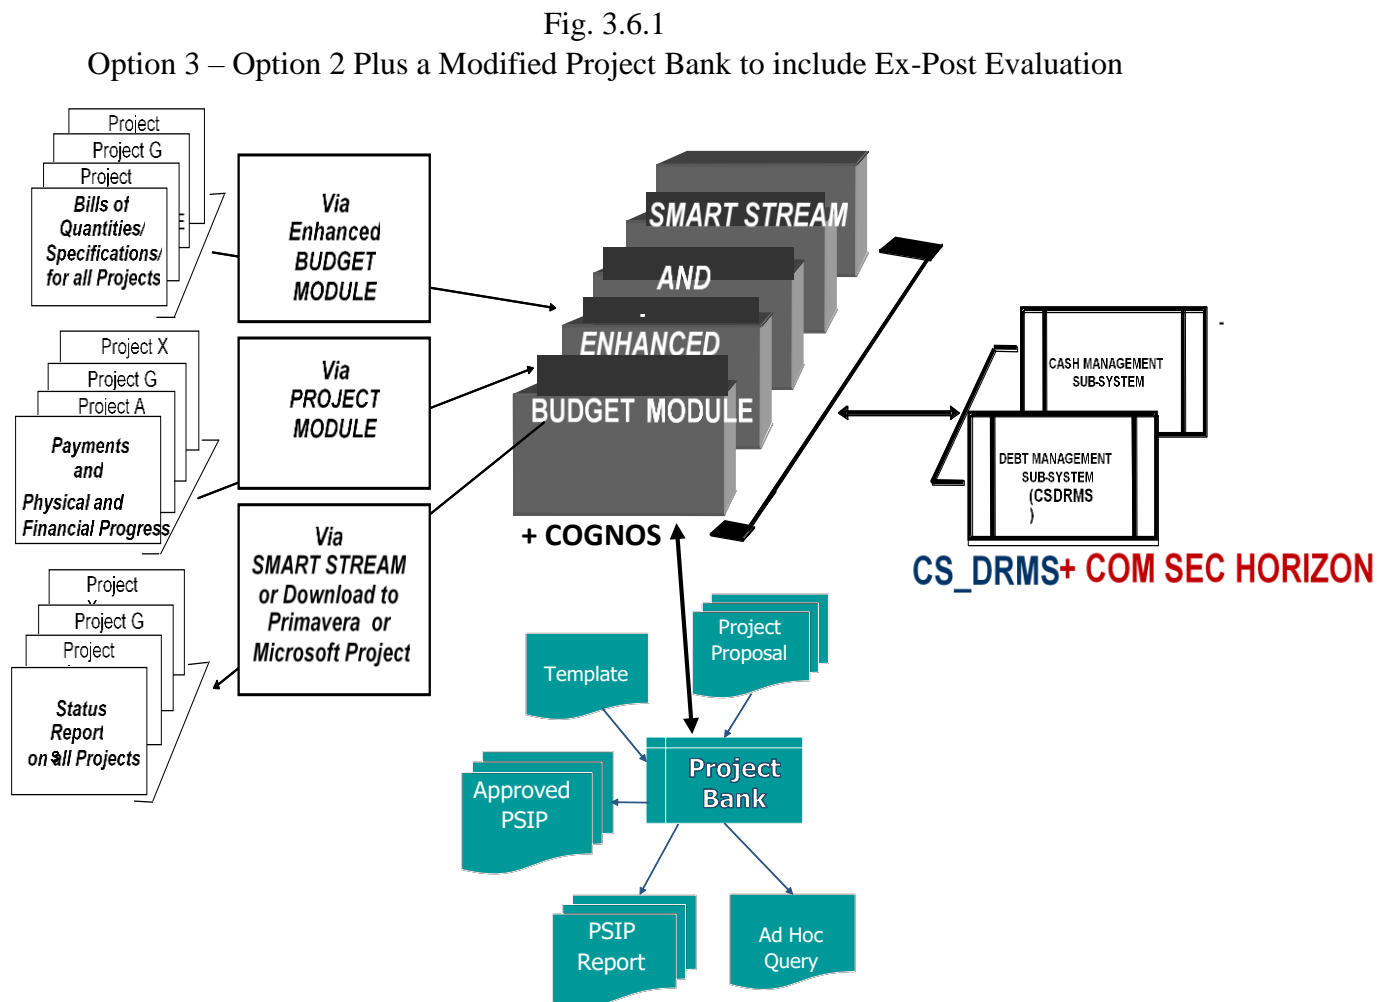 Fig. 3.6.1
Option 3 – Option 2 Plus a Modified Project Bank to include Ex-Post Evaluation
Project
Project G
Project
E
Bills of
Quantities/
Specifications/
for all Projects
Via
Enhanced
BUDGET
MODULE
Project X
Project G
Project A
Payments
and
Physical and
Financial Progress
Via
PROJECT
MODULE
Project
Project G
Project
Status
Report
s
on all Projects
Via
SMART STREAM
or Download to
Primavera or
Microsoft Project
SMART STREAM
AND
ENHANCED
BUDGET MODULE
+ COGNOS
CASH MANAGEMENT
SUB-SYSTEM
DEBT MANAGEMENT
SUB-SYSTEM
(CSDRMS
)
CS_DRMS+ COM SEC HORIZON
Template
Project
Proposal
Project
Bank
Approved
PSIP
PSIP
Report
Ad Hoc
Query